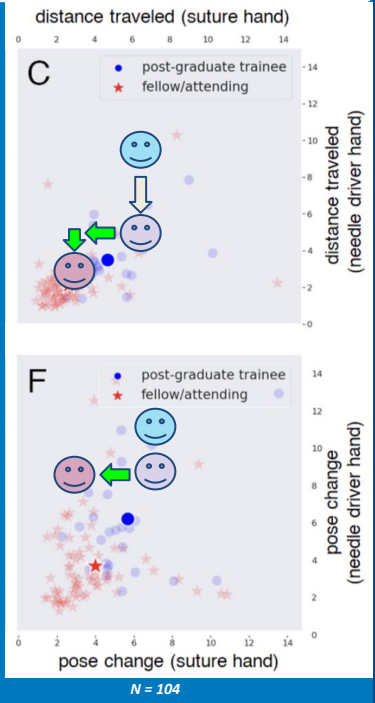 distance traveled (suture hand)
0 2 4 6 8 10 12 14
C
post-graduate trainee
fellow/attending
14
12
10
8
6
4
2
0
distance traveled
(needle driver hand)
F
post-graduate trainee
fellow/attending
14
12
10
8
6
4
2
0
pose change
(needle driver hand)
0 2 4 6 8 10 12 14
pose change (suture hand)
N = 104